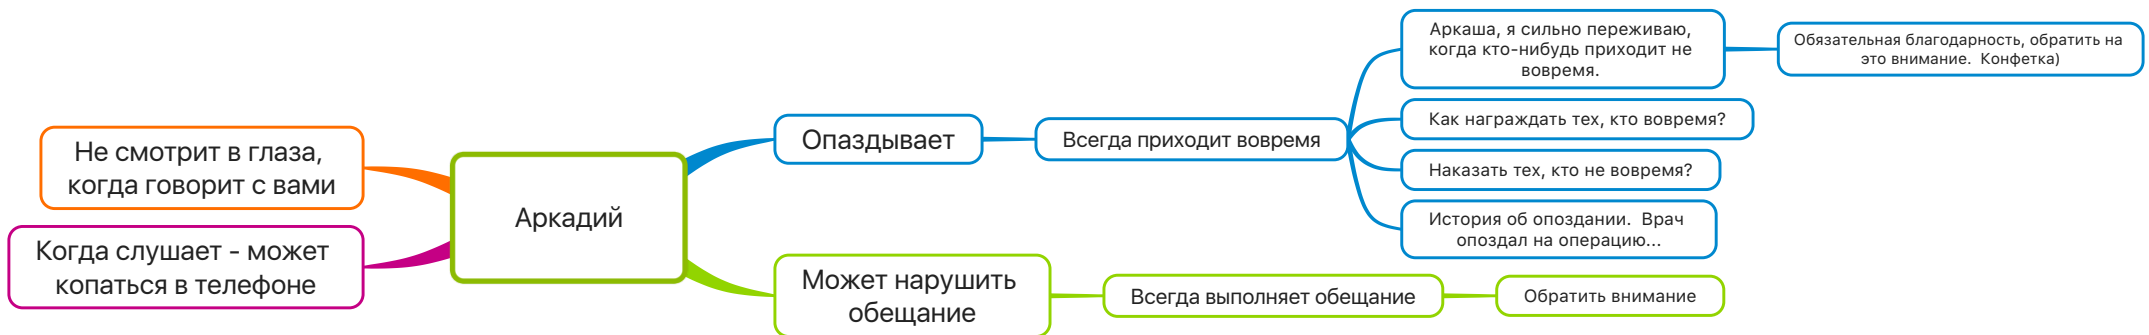 Не смотрит в глаза,
когда говорит с вами
Когда слушает - может
копаться в телефоне
Аркадий
Опаздывает
Всегда приходит вовремя
Аркаша, я сильно переживаю,
когда кто-нибудь приходит не
вовремя.
Обязательная благодарность, обратить на
это внимание.  Конфетка)
Как награждать тех, кто вовремя?
Наказать тех, кто не вовремя?
История об опоздании.  Врач
опоздал на операцию...
Может нарушить
обещание
Всегда выполняет обещание
Обратить внимание